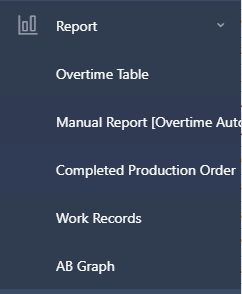 Report
Overtime Table
Manual Report [Overtime Auto
Completed Production Order
Work Records
AB Graph